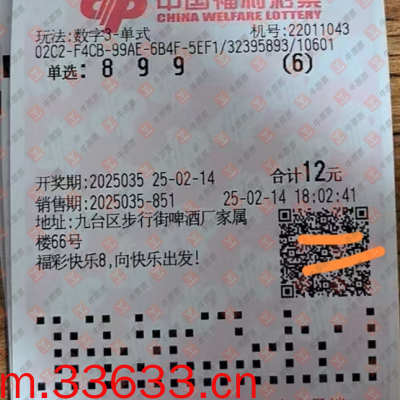 中国福利彩票
CHINA WELFARE LOTTERY
玩法:数字3-单式 机号:22011043
02C2-F4CB-99AE-6B4F-5EF1/32395893/10601
单选: 8 9 9 (6)
开奖期:2025035 25-02-14 合计12元
销售期:2025035-851 25-02-14 18:02:41
地址:九台区步行街啤酒厂家属
楼66号
福彩快乐8,向快乐出发!
m.33633.cn